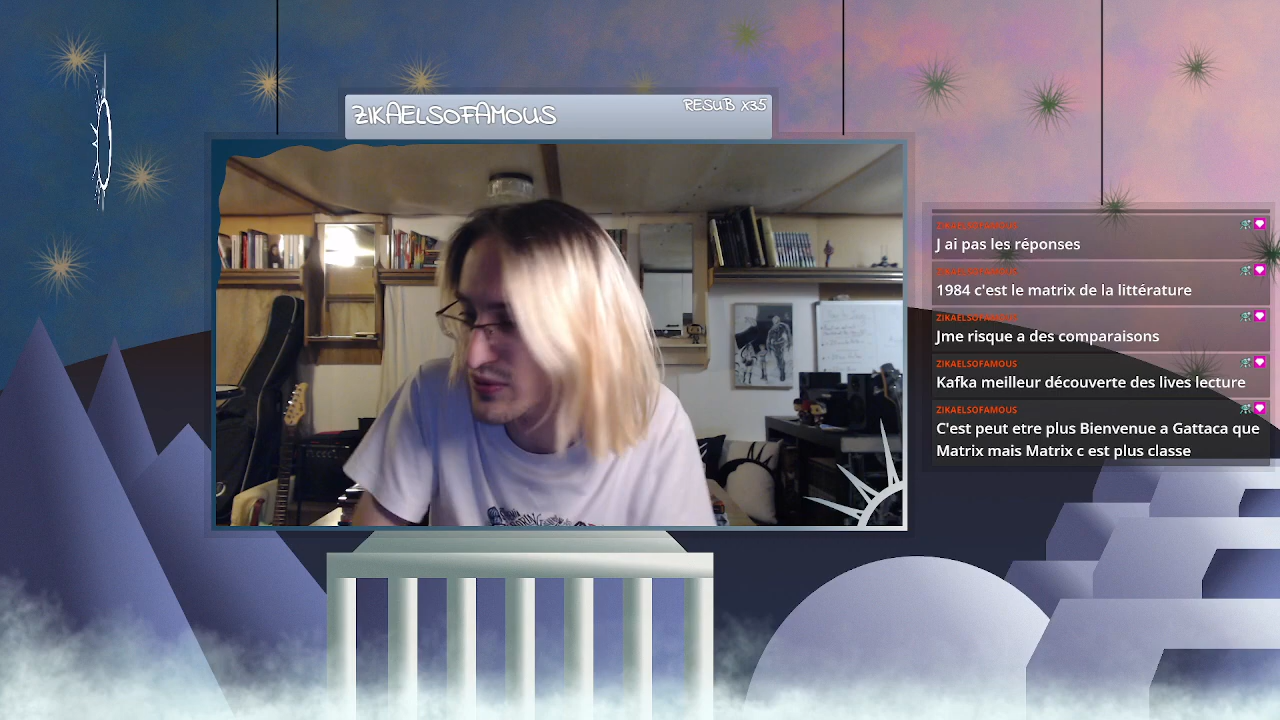 ZIKAELSOFAMOUS
RESUB X35
ZIKAELSOFAMOUS
J ai pas les réponses
ZIKAELSOFAMOUS
1984 c'est le matrix de la littérature
ZIKAELSOFAMOUS
Jme risque a des comparaisons
ZIKAELSOFAMOUS
Kafka meilleur découverte des lives lecture
ZIKAELSOFAMOUS
C'est peut etre plus Bienvenue a Gattaca que
Matrix mais Matrix c est plus classe